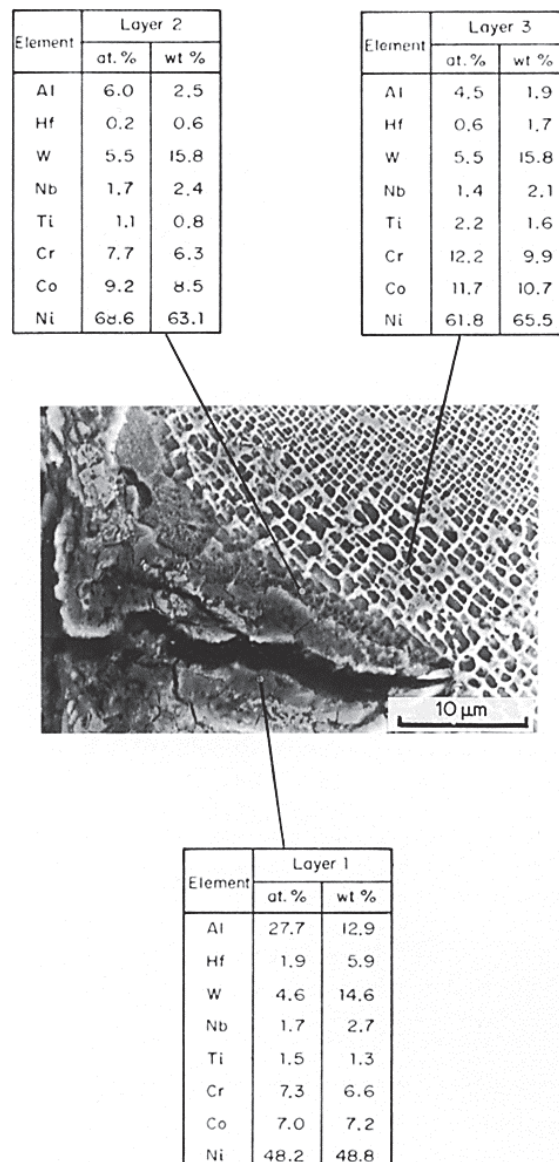 Element Layer 2
at. % wt %
Al 6.0 2.5
Hf 0.2 0.6
W 5.5 15.8
Nb 1.7 2.4
Ti 1.1 0.8
Cr 7.7 6.3
Co 9.2 8.5
Ni 68.6 63.1
Element Layer 3
at. % wt %
Al 4.5 1.9
Hf 0.6 1.7
W 5.5 15.8
Nb 1.4 2.1
Ti 2.2 1.6
Cr 12.2 9.9
Co 11.7 10.7
Ni 61.8 65.5
10 μm
Element Layer 1
at. % wt %
Al 27.7 12.9
Hf 1.9 5.9
W 4.6 14.6
Nb 1.7 2.7
Ti 1.5 1.3
Cr 7.3 6.6
Co 7.0 7.2
Ni 48.2 48.8